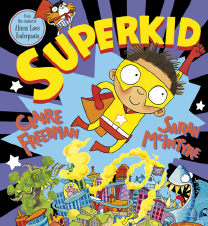 From
the creator of
Aliens Love
Underpants...
SUPERKID
CLAIRE
FREEDMAN
SARAH
McINTYRE